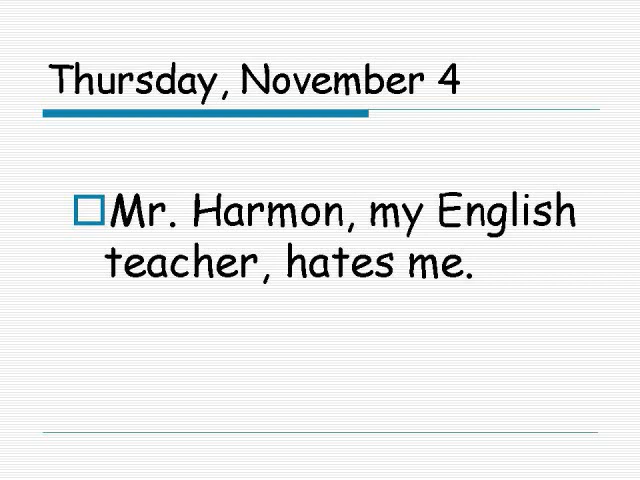 Thursday, November 4
Mr. Harmon, my English
teacher, hates me.